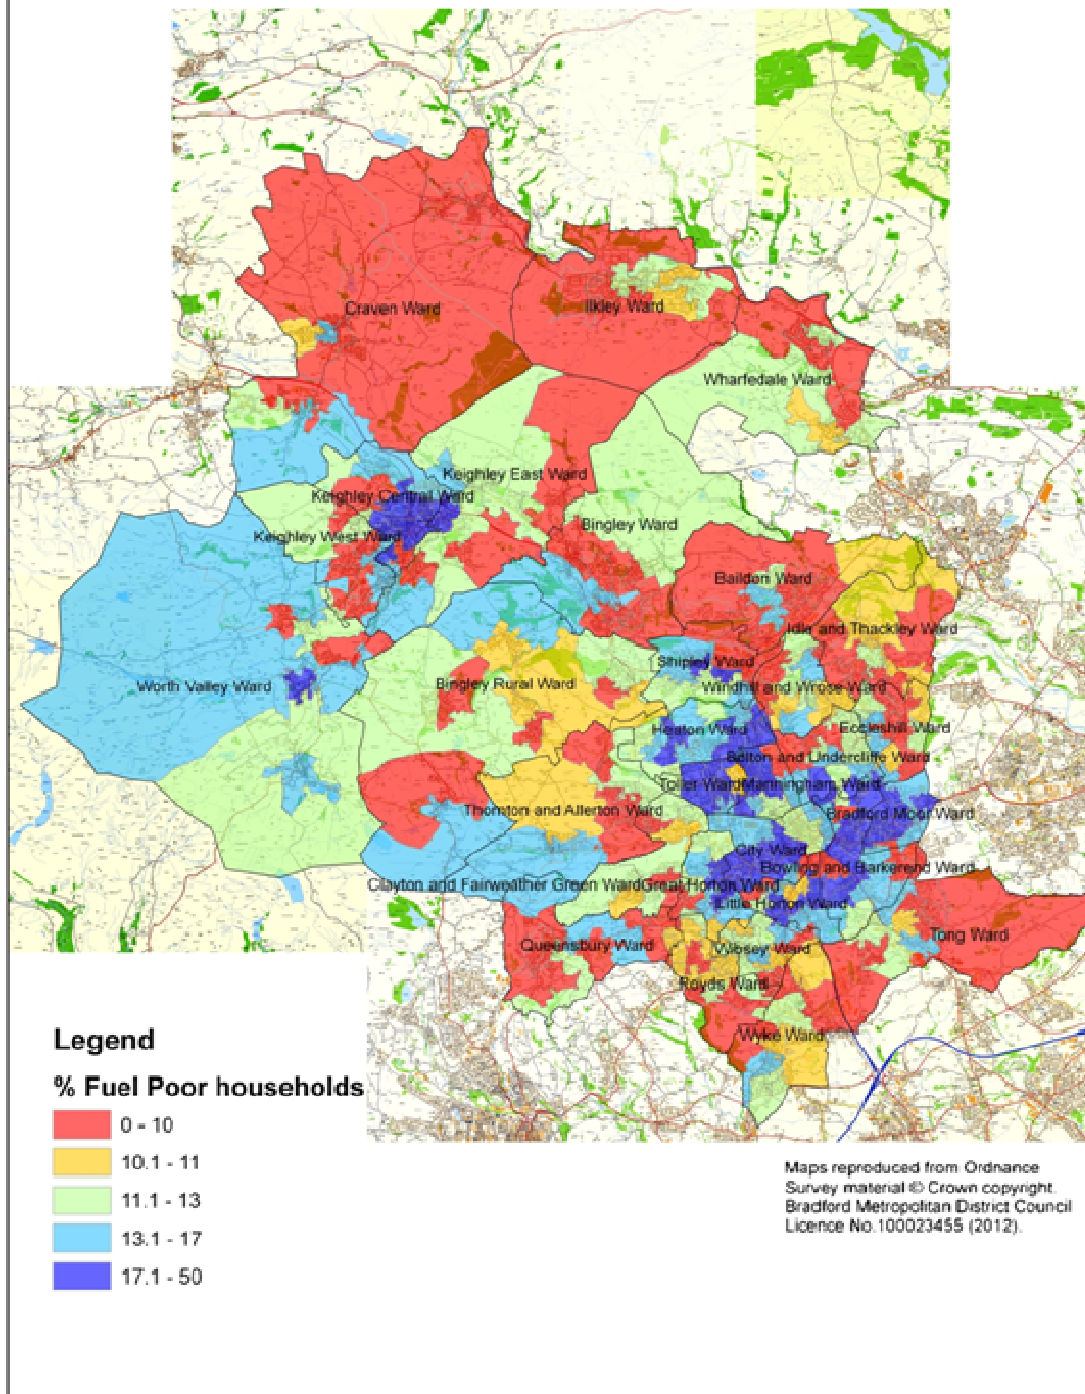 Craven Ward
Ilkley Ward
Wharfedale Ward
Keighley East Ward
Keighley Central Ward
Bingley Ward
Keighley West Ward
Baildon Ward
Idle and Thackley Ward
Shipley Ward
Worth Valley Ward
Bingley Rural Ward
Windhill and Wrose Ward
Heaton Ward
Eccleshill Ward
Bolton and Undercliffe Ward
Toller Ward
Manningham Ward
Thornton and Allerton Ward
Bradford Moor Ward
City Ward
Bowling and Barkerend Ward
Clayton and Fairweather Green Ward
Great Horton Ward
Little Horton Ward
Queensbury Ward
Wibsey Ward
Tong Ward
Royds Ward
Wyke Ward
Legend
% Fuel Poor households
0 - 10
10.1 - 11
11.1 - 13
13.1 - 17
17.1 - 50
Maps reproduced from Ordnance
Survey material © Crown copyright.
Bradford Metropolitan District Council
Licence No.100023455 (2012).